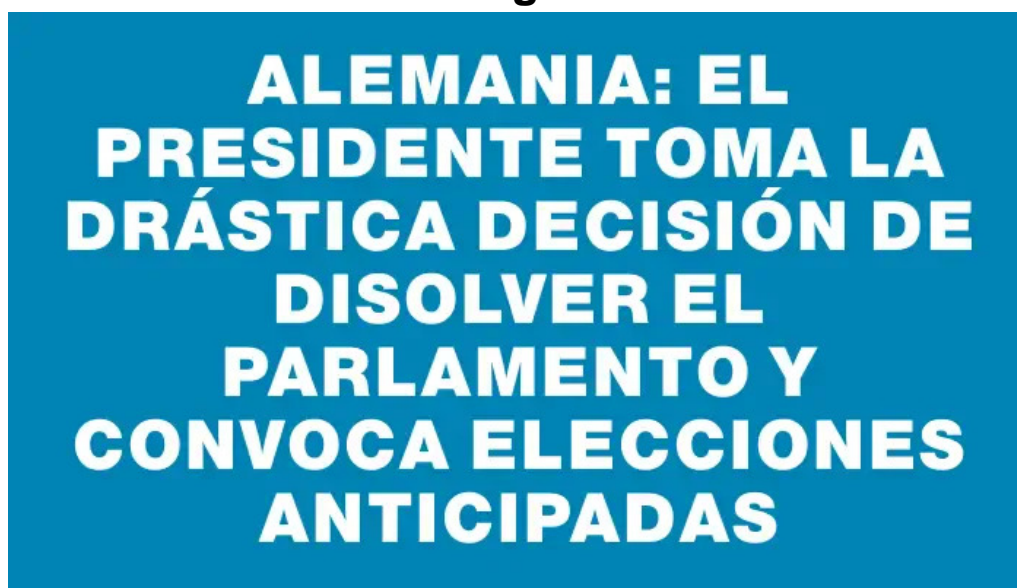 ALEMANIA: EL
PRESIDENTE TOMA LA
DRÁSTICA DECISIÓN DE
DISOLVER EL
PARLAMENTO Y
CONVOCA ELECCIONES
ANTICIPADAS